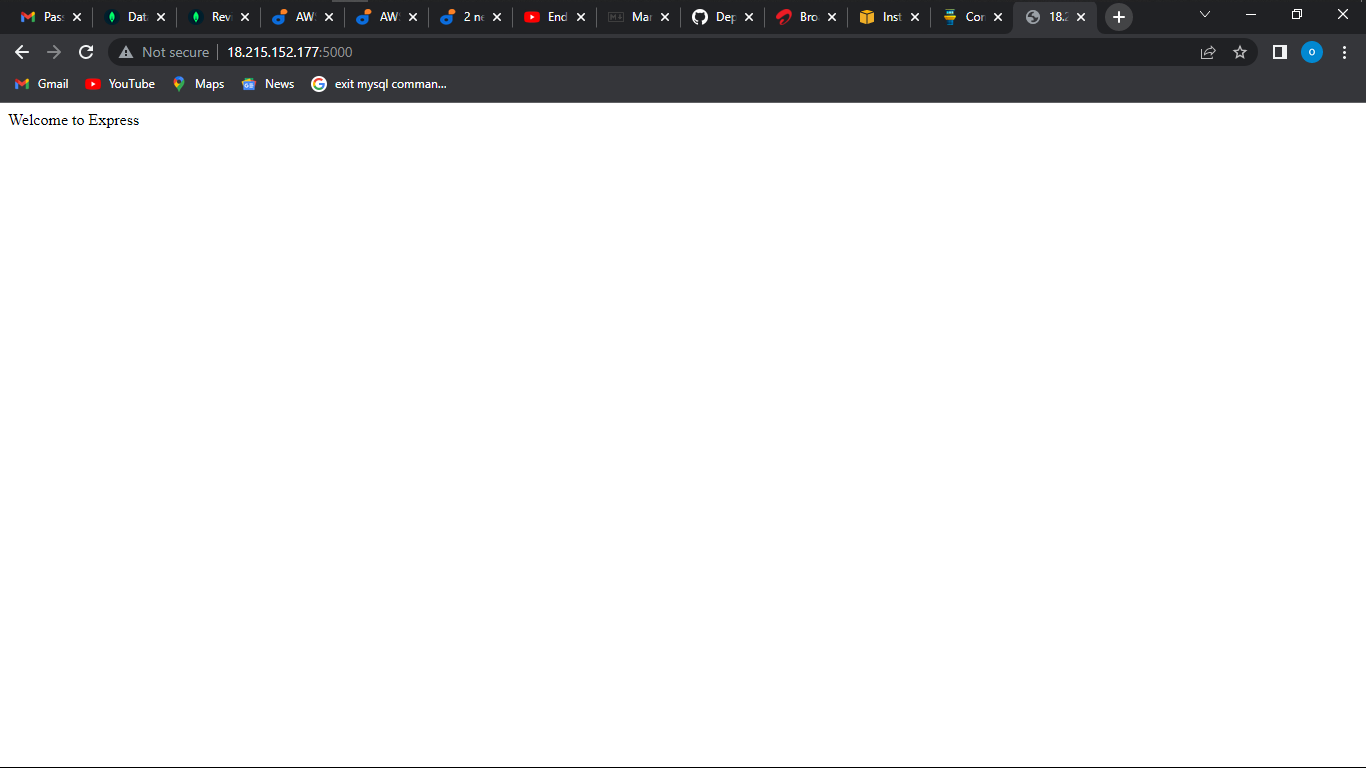 Pass Dat Rev AW AW 2 ne End Mar Dep Bro Inst Cor 18.2
Not secure 18.215.152.177:5000
Gmail YouTube Maps News exit mysql comman...
Welcome to Express